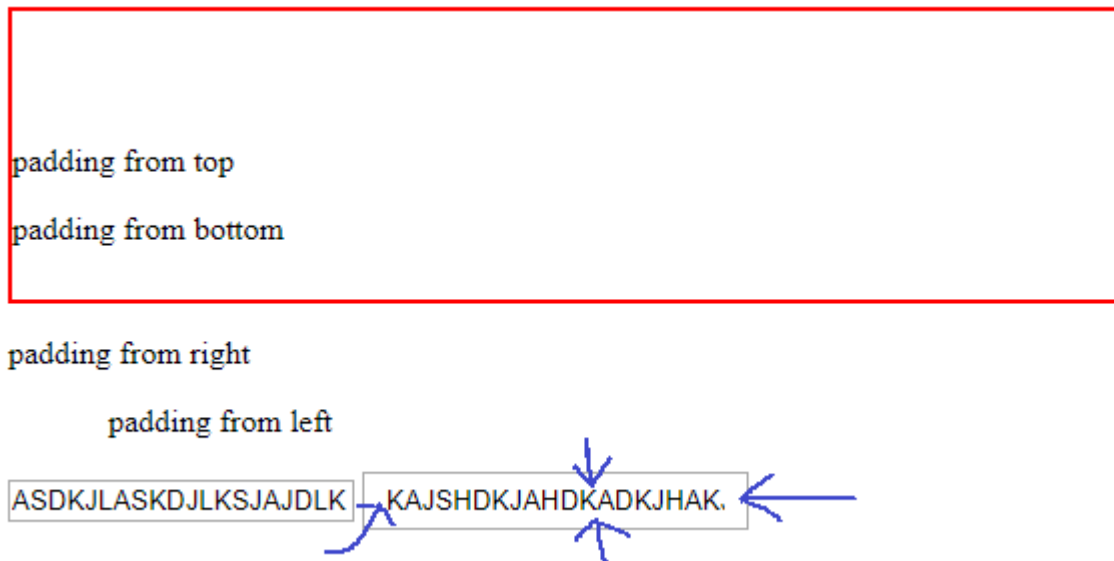 padding from top
padding from bottom
padding from right
padding from left
ASDKJLASKDJLKSJAJDLK KAJSHDKJAHDKADKJHAK